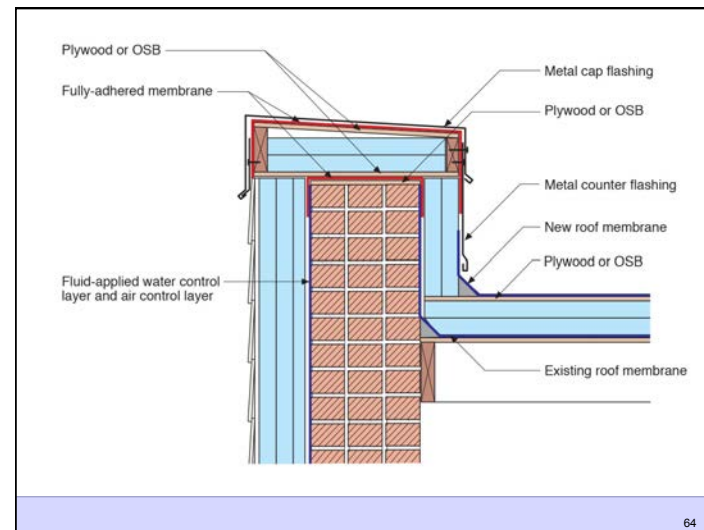 Plywood or OSB
Fully-adhered membrane
Fluid-applied water control
layer and air control layer
Metal cap flashing
Plywood or OSB
Metal counter flashing
New roof membrane
Plywood or OSB
Existing roof membrane
64